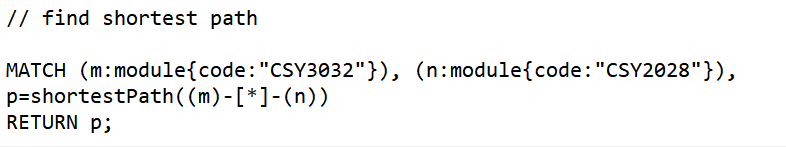 // find shortest path
MATCH (m:module{code:"CSY3032"}), (n:module{code:"CSY2028"}),
p=shortestPath((m)-[*]-(n))
RETURN p;